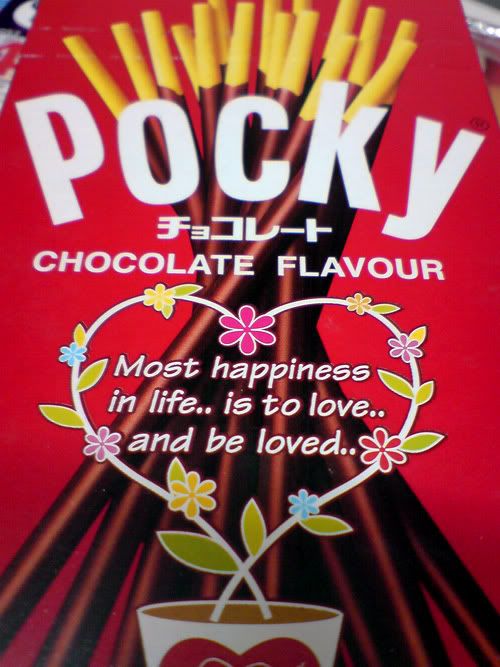 Pocky
チョコレート
CHOCOLATE FLAVOUR
Most happiness
in life.. is to love..
and be loved..